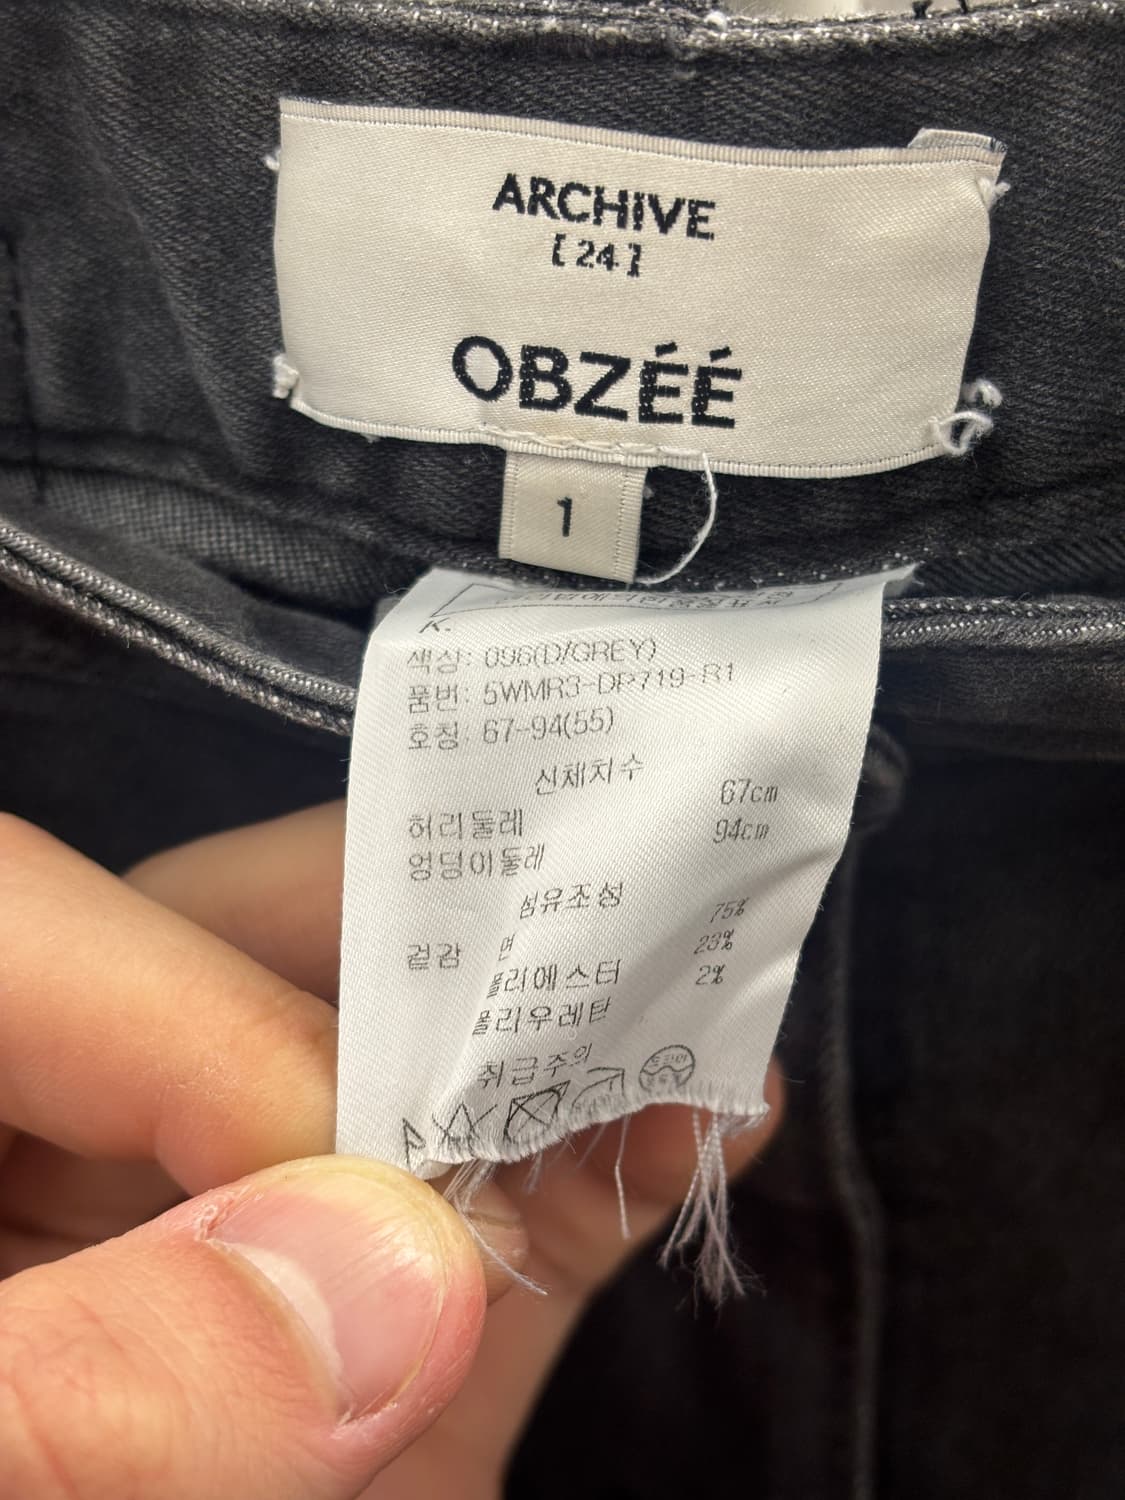 ARCHIVE
[24]
OBZÉÉ
1
K.
색상: 096(D/GREY)
품번: 5WMR3-DP719-R1
호칭: 67-94(55)
신체치수
허리둘레 67cm
엉덩이둘레 94cm
섬유조성
겉감 면 75%
폴리에스터 23%
폴리우레탄 2%
취급주의